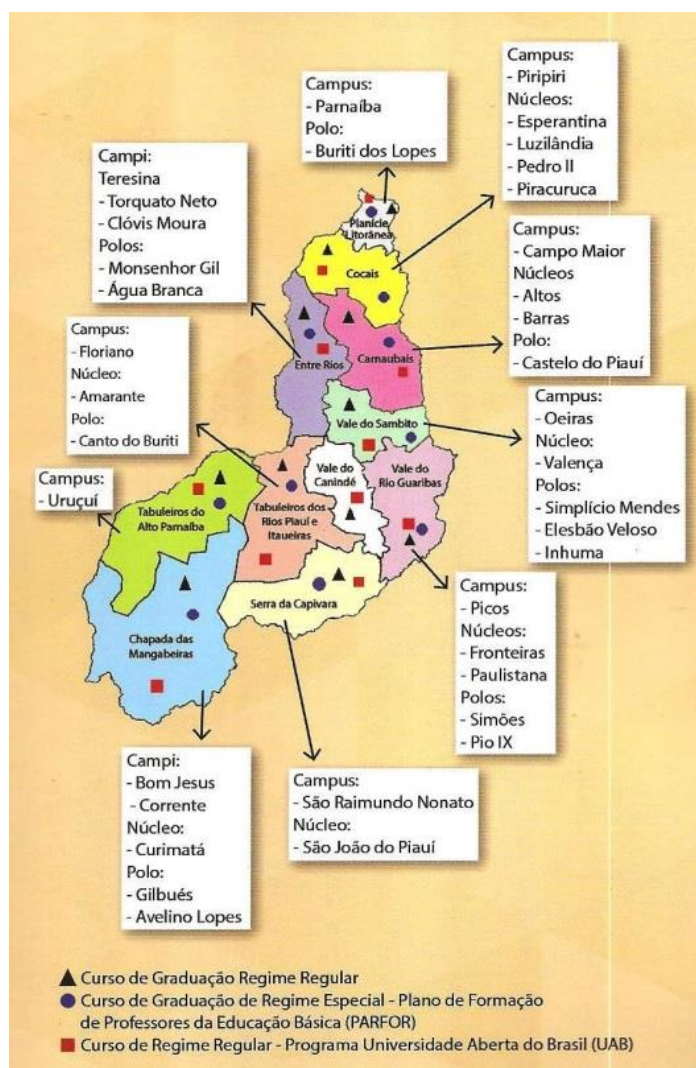 Campus:
- Piripiri
Núcleos:
- Esperantina
- Luzilândia
- Pedro II
- Piracuruca
Campus:
- Parnaíba
Polo:
- Buriti dos Lopes
Campi:
Teresina
- Torquato Neto
- Clóvis Moura
Polos:
- Monsenhor Gil
- Água Branca
Campus:
- Campo Maior
Núcleos
- Altos
- Barras
Polo:
- Castelo do Piauí
Campus:
- Floriano
Núcleo:
- Amarante
Polo:
- Canto do Buriti
Campus:
- Oeiras
Núcleo:
- Valença
Polos:
- Simplício Mendes
- Elesbão Veloso
- Inhuma
Campus:
- Uruçuí
Planície
Litorânea
Cocais
Entre Rios
Carnaubais
Vale do Sambito
Vale do
Canindé
Vale do
Rio Guaribas
Tabuleiros do
Alto Parnaíba
Tabuleiros dos
Rios Piauí e
Itaueiras
Serra da Capivara
Chapada das
Mangabeiras
Campus:
- Picos
Núcleos:
- Fronteiras
- Paulistana
Polos:
- Simões
- Pio IX
Campi:
- Bom Jesus
- Corrente
Núcleo:
- Curimatá
Polo:
- Gilbués
- Avelino Lopes
Campus:
- São Raimundo Nonato
Núcleo:
- São João do Piauí
Curso de Graduação Regime Regular
Curso de Graduação de Regime Especial - Plano de Formação
de Professores da Educação Básica (PARFOR)
Curso de Regime Regular - Programa Universidade Aberta do Brasil (UAB)